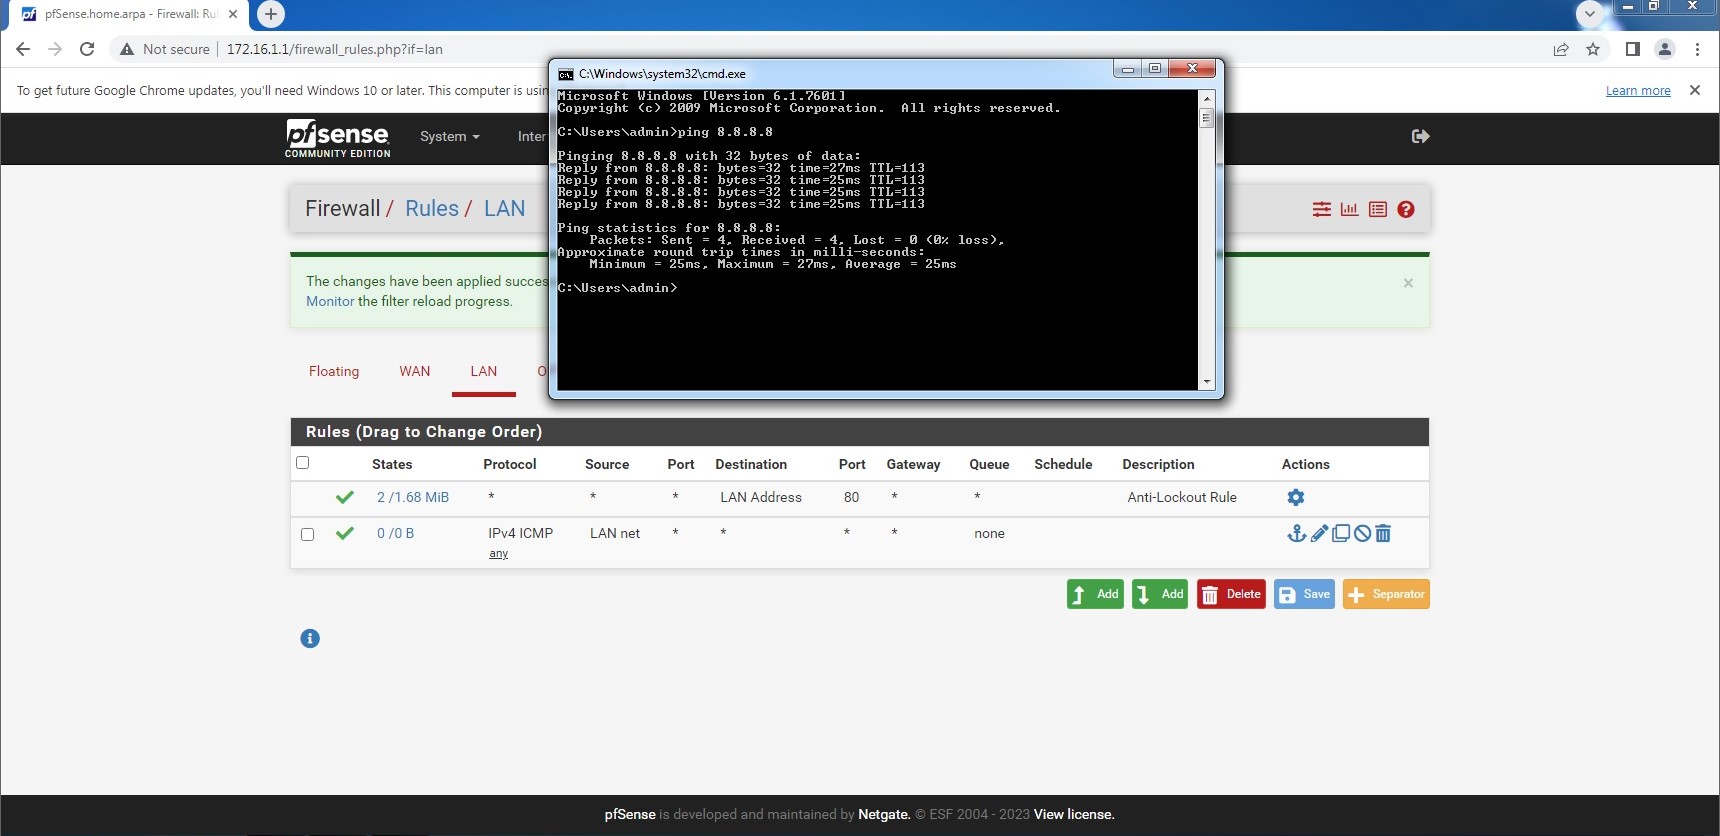 pfSense.home.arpa - Firewall: Ru
Not secure 172.16.1.1/firewall_rules.php?if=lan
To get future Google Chrome updates, you'll need Windows 10 or later. This computer is usin
Learn more
C:\Windows\system32\cmd.exe
Microsoft Windows [Version 6.1.7601]
Copyright (c) 2009 Microsoft Corporation.  All rights reserved.
C:\Users\admin>ping 8.8.8.8
Pinging 8.8.8.8 with 32 bytes of data:
Reply from 8.8.8.8: bytes=32 time=27ms TTL=113
Reply from 8.8.8.8: bytes=32 time=25ms TTL=113
Reply from 8.8.8.8: bytes=32 time=25ms TTL=113
Reply from 8.8.8.8: bytes=32 time=25ms TTL=113
Ping statistics for 8.8.8.8:
Packets: Sent = 4, Received = 4, Lost = 0 (0% loss),
Approximate round trip times in milli-seconds:
Minimum = 25ms, Maximum = 27ms, Average = 25ms
C:\Users\admin>
pfsense
COMMUNITY EDITION
System Inter
Firewall / Rules / LAN
The changes have been applied succes
Monitor the filter reload progress.
Floating WAN LAN O
Rules (Drag to Change Order)
States Protocol Source Port Destination Port Gateway Queue Schedule Description Actions
2 /1.68 MiB * * * LAN Address 80 * * Anti-Lockout Rule
0 /0 B IPv4 ICMP LAN net * * * * none
any
Add Add Delete Save Separator
pfSense is developed and maintained by Netgate. © ESF 2004 - 2023 View license.